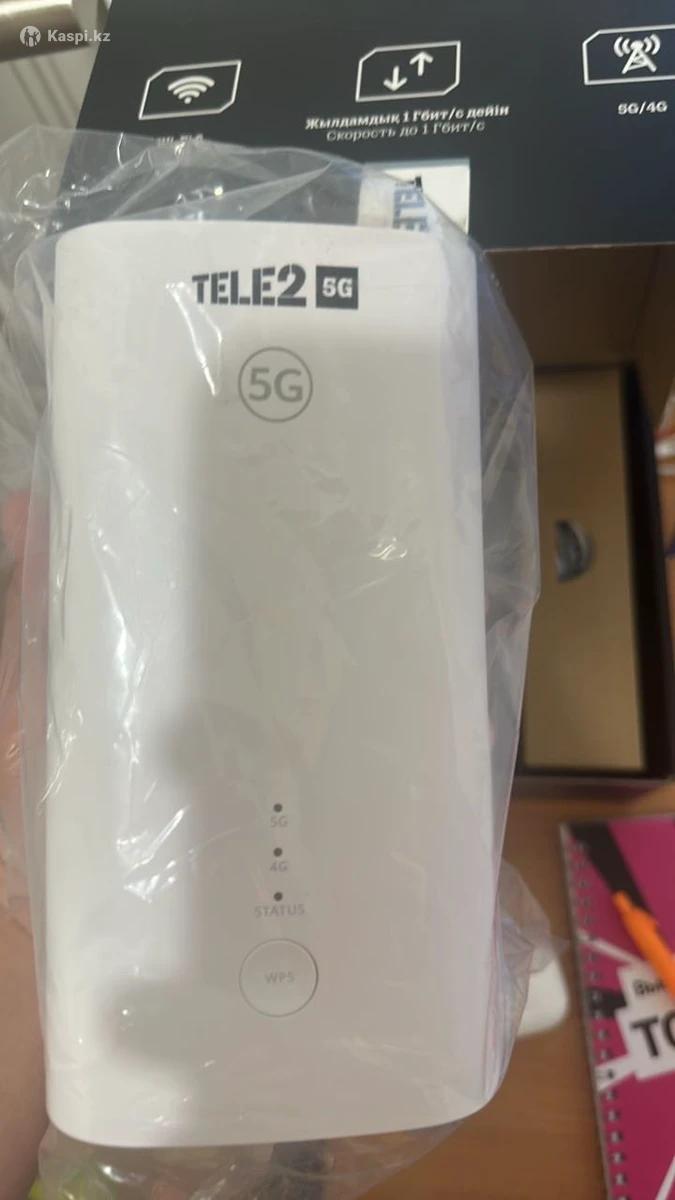 Kaspi.kz
Жылдамдық 1 Гбит/с дейін
Скорость до 1 Гбит/с
5G/4G
TELE
TELE2 5G
5G
5G
4G
STATUS
WPS